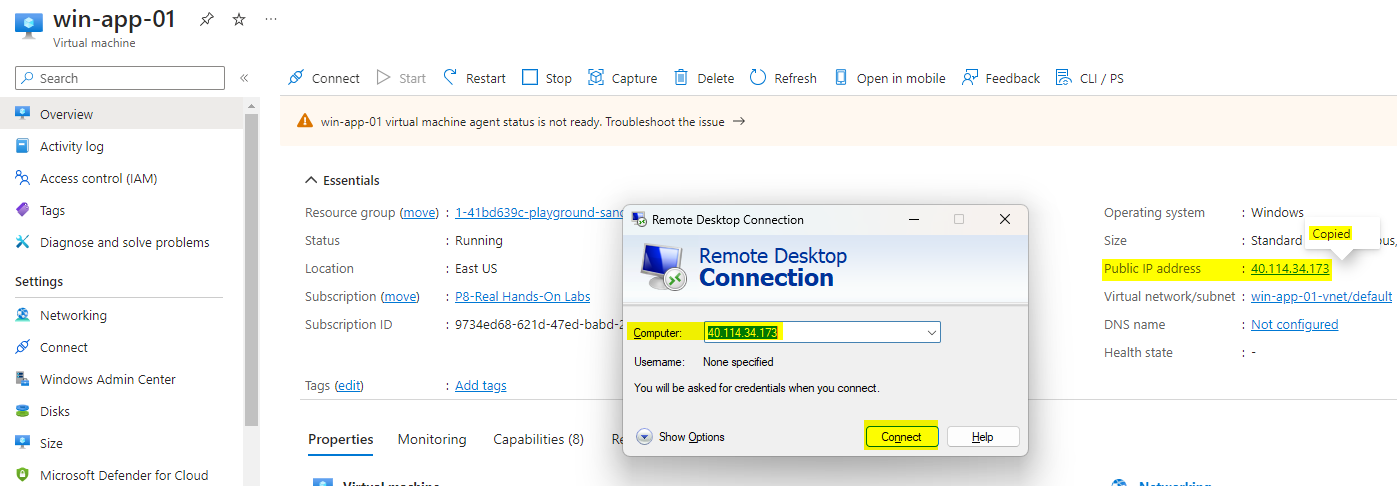 win-app-01
Virtual machine
Search
Connect Start Restart Stop Capture Delete Refresh Open in mobile Feedback CLI / PS
Overview
Activity log
Access control (IAM)
Tags
Diagnose and solve problems
Settings
Networking
Connect
Windows Admin Center
Disks
Size
Microsoft Defender for Cloud
win-app-01 virtual machine agent status is not ready. Troubleshoot the issue →
Essentials
Resource group (move) : 1-41bd639c-playground-sand
Status : Running
Location : East US
Subscription (move) : P8-Real Hands-On Labs
Subscription ID : 9734ed68-621d-47ed-babd-2
Tags (edit) : Add tags
Operating system : Windows
Size : Standard
Copied
Public IP address : 40.114.34.173
Virtual network/subnet : win-app-01-vnet/default
DNS name : Not configured
Health state : -
Remote Desktop Connection
Remote Desktop
Connection
Computer: 40.114.34.173
Username: None specified
You will be asked for credentials when you connect.
Show Options Connect Help
Properties Monitoring Capabilities (8)
Virtual machine
Networking